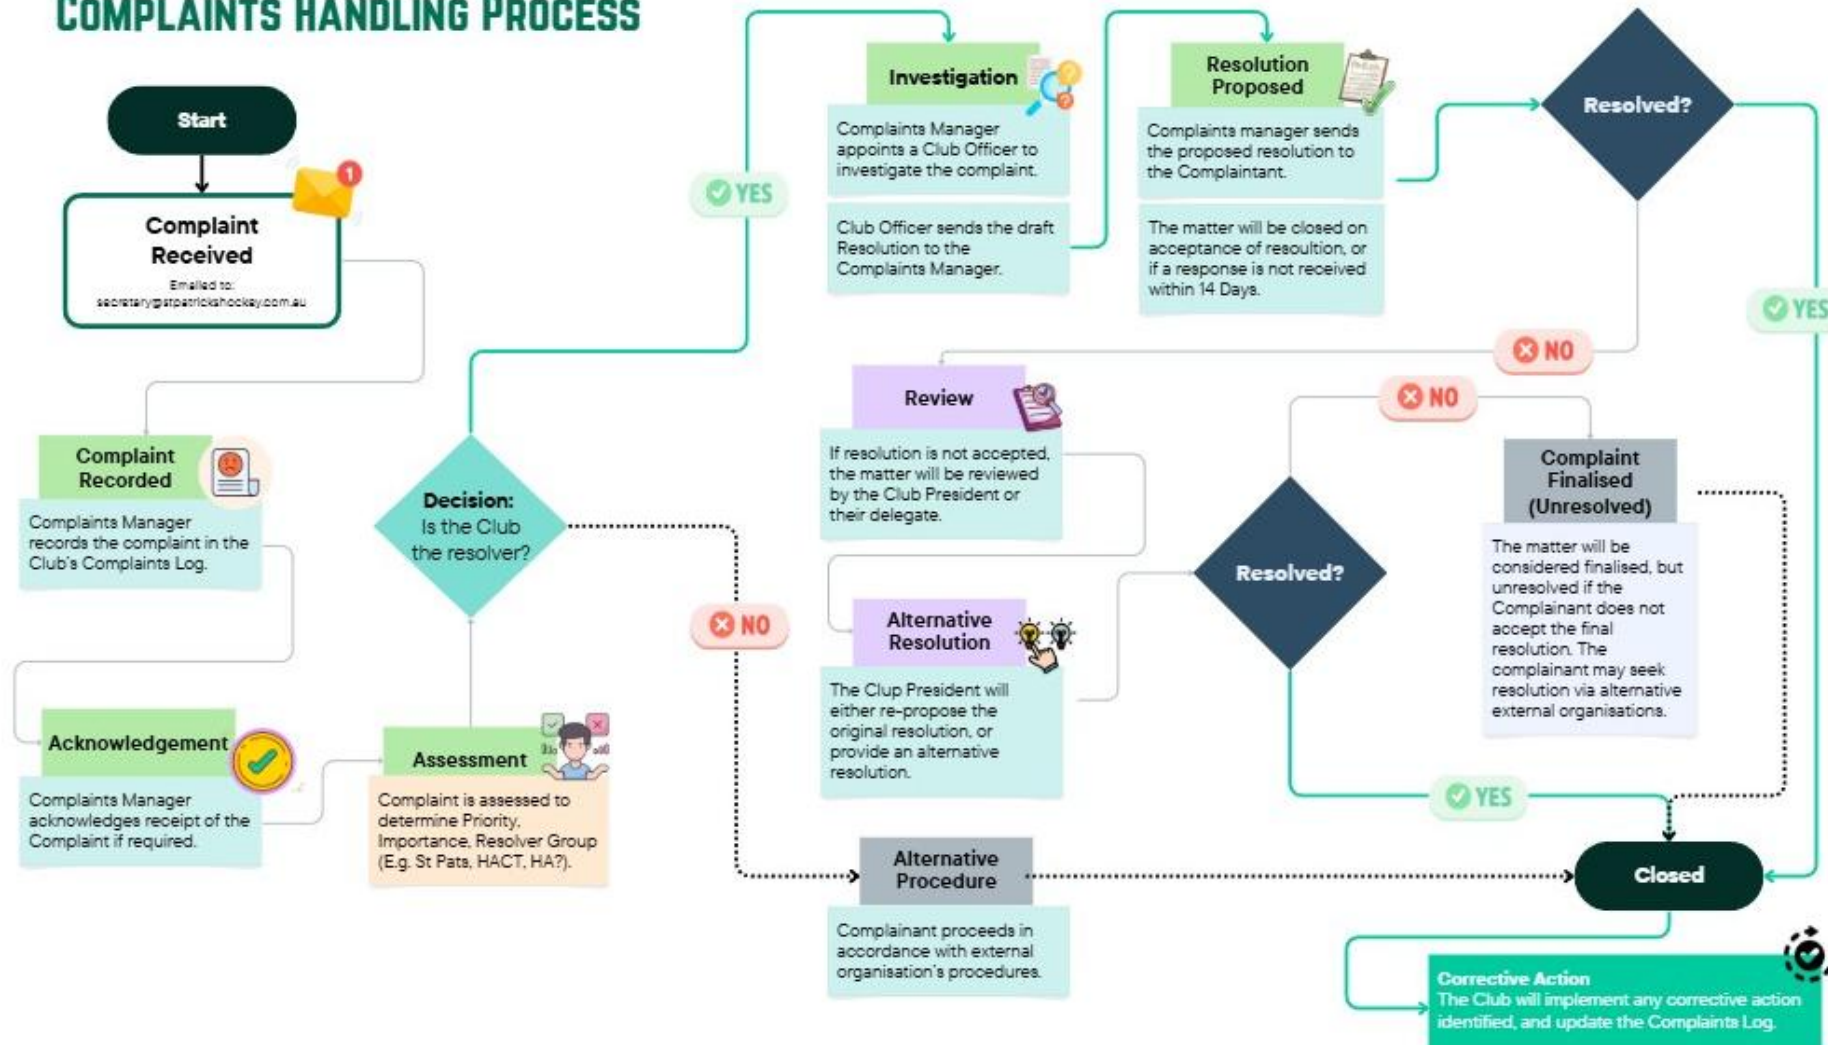 COMPLAINTS HANDLING PROCESS
Start
1
Complaint
Received
Emailed to:
secretary@stpatrickshockey.com.au
Complaint
Recorded
Complaints Manager
records the complaint in the
Club's Complaints Log.
Acknowledgement
Complaints Manager
acknowledges receipt of the
Complaint if required.
Assessment
Complaint is assessed to
determine Priority,
Importance, Resolver Group
(E.g. St Pats, HACT, HA?).
Decision:
Is the Club
the resolver?
YES
NO
Investigation
Complaints Manager
appoints a Club Officer to
investigate the complaint.
Club Officer sends the draft
Resolution to the
Complaints Manager.
Resolution
Proposed
Complaints manager sends
the proposed resolution to
the Complaintant.
The matter will be closed on
acceptance of resoultion, or
if a response is not received
within 14 Days.
Resolved?
YES
NO
Review
If resolution is not accepted,
the matter will be reviewed
by the Club President or
their delegate.
Alternative
Resolution
The Clup President will
either re-propose the
original resolution, or
provide an alternative
resolution.
Resolved?
NO
Complaint
Finalised
(Unresolved)
The matter will be
considered finalised, but
unresolved if the
Complainant does not
accept the final
resolution. The
complainant may seek
resolution via alternative
external organisations.
YES
Alternative
Procedure
Complainant proceeds in
accordance with external
organisation's procedures.
Closed
Corrective Action
The Club will implement any corrective action
identified, and update the Complaints Log.